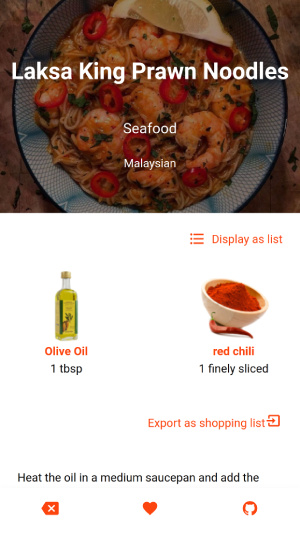 Laksa King Prawn Noodles
Seafood
Malaysian
Display as list
Olive Oil
1 tbsp
red chili
1 finely sliced
Export as shopping list
Heat the oil in a medium saucepan and add the